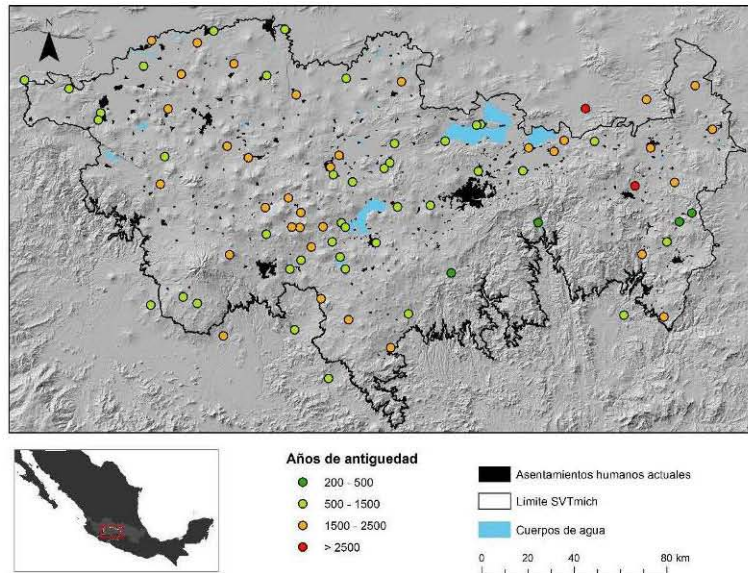 N
Años de antiguedad
200 - 500
500 - 1500
1500 - 2500
> 2500
Asentamientos humanos actuales
Limite SVTmich
Cuerpos de agua
0 20 40 80 km